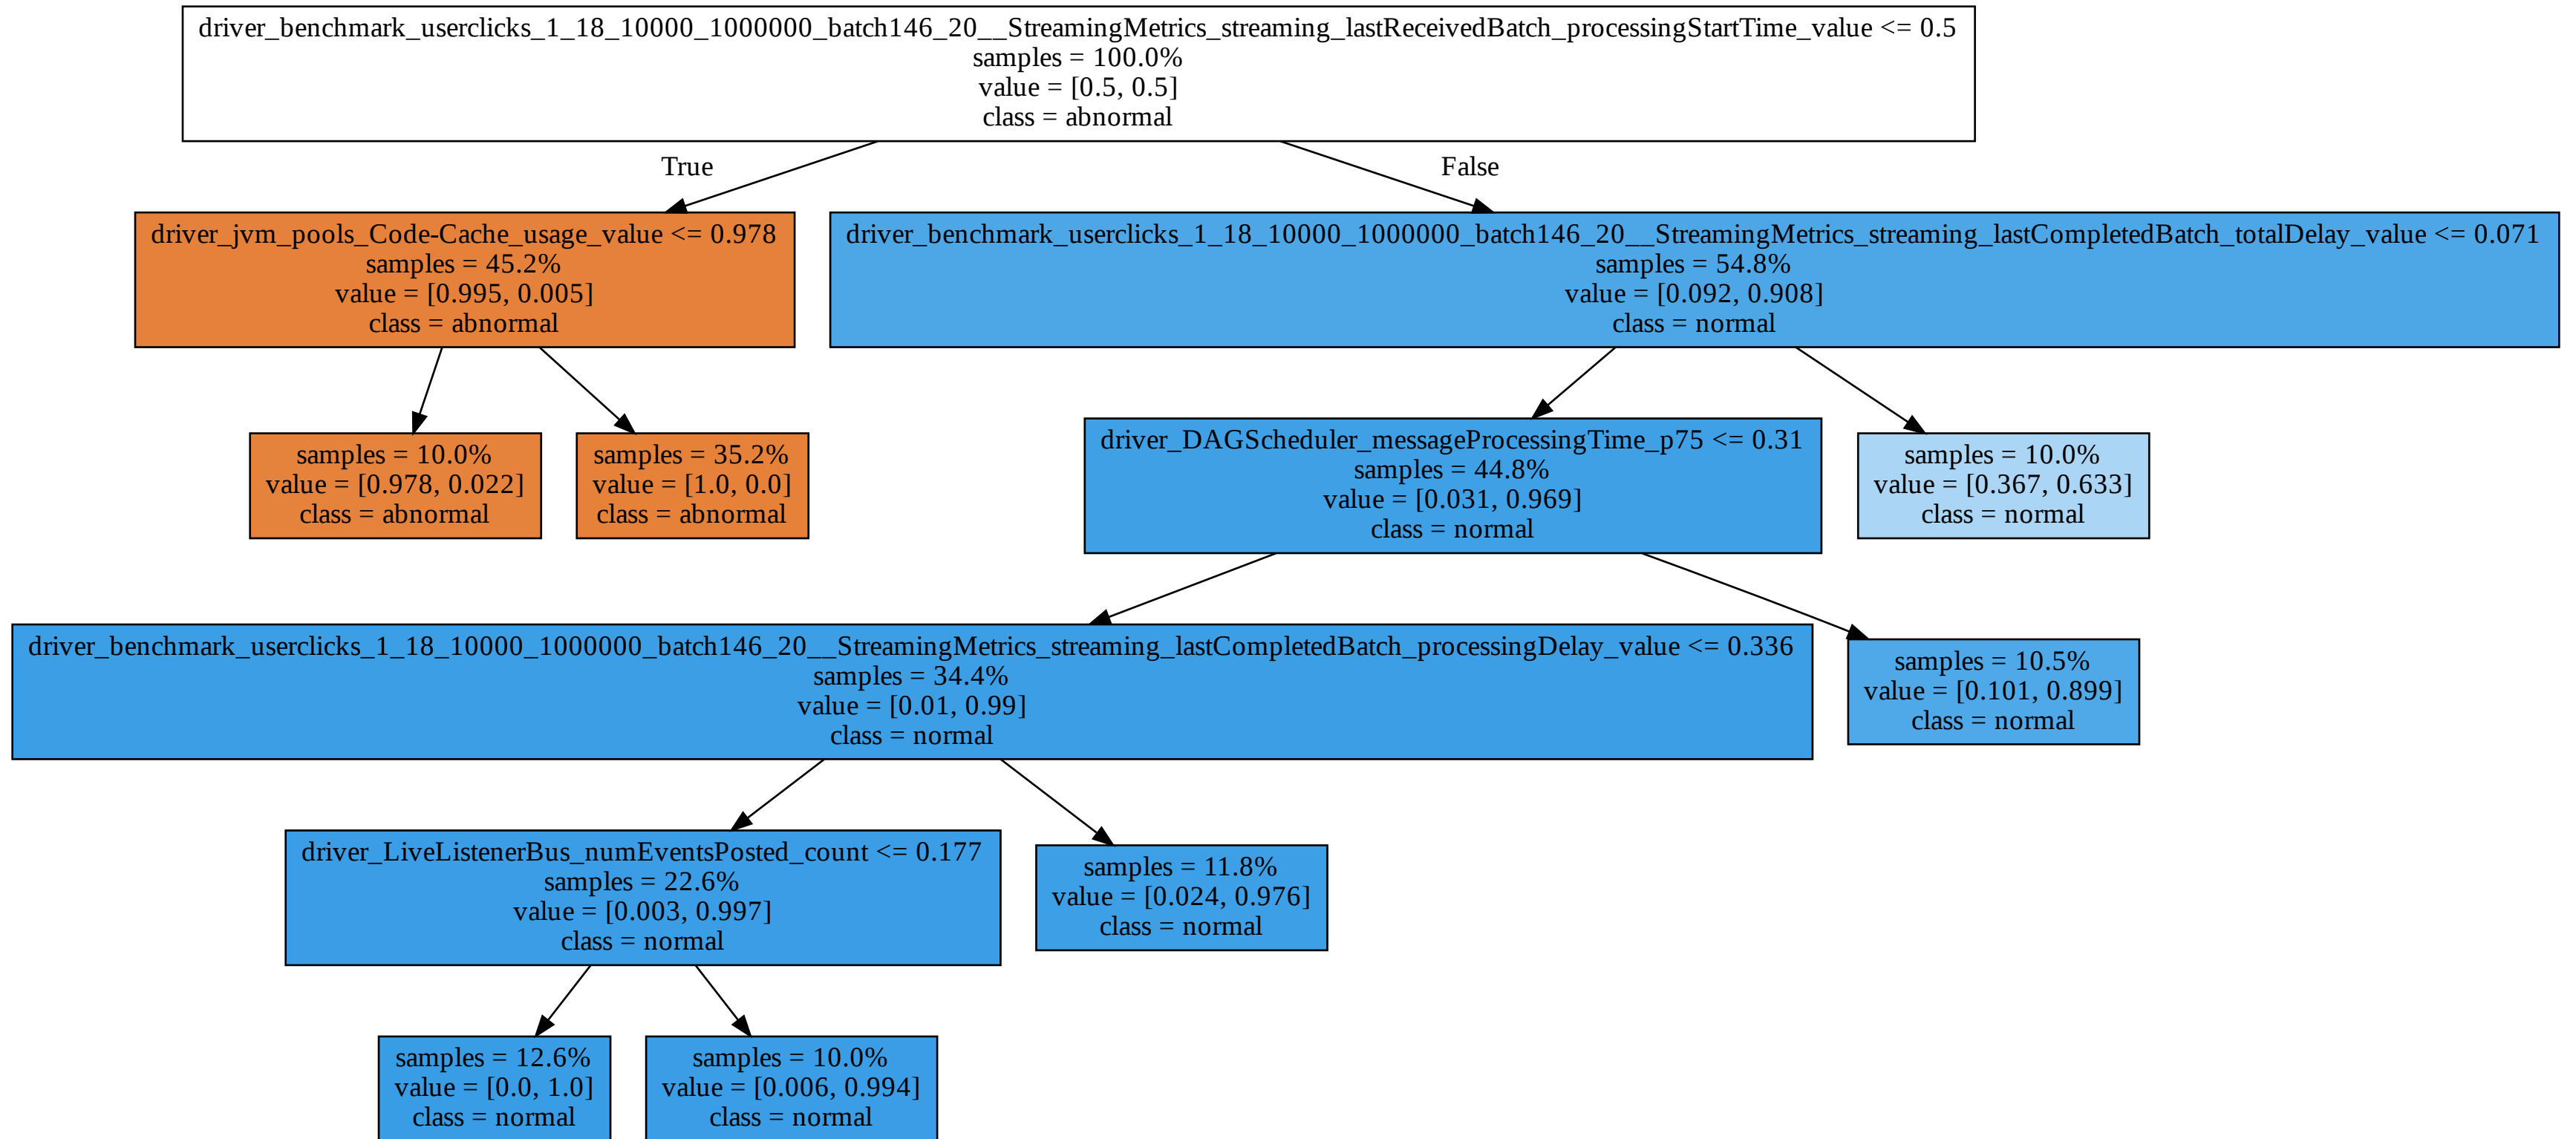 driver_benchmark_userclicks_1_18_10000_1000000_batch146_20__StreamingMetrics_streaming_lastReceivedBatch_processingStartTime_value <= 0.5
samples = 100.0%
value = [0.5, 0.5]
class = abnormal
True
False
driver_jvm_pools_Code-Cache_usage_value <= 0.978
samples = 45.2%
value = [0.995, 0.005]
class = abnormal
driver_benchmark_userclicks_1_18_10000_1000000_batch146_20__StreamingMetrics_streaming_lastCompletedBatch_totalDelay_value <= 0.071
samples = 54.8%
value = [0.092, 0.908]
class = normal
samples = 10.0%
value = [0.978, 0.022]
class = abnormal
samples = 35.2%
value = [1.0, 0.0]
class = abnormal
driver_DAGScheduler_messageProcessingTime_p75 <= 0.31
samples = 44.8%
value = [0.031, 0.969]
class = normal
samples = 10.0%
value = [0.367, 0.633]
class = normal
driver_benchmark_userclicks_1_18_10000_1000000_batch146_20__StreamingMetrics_streaming_lastCompletedBatch_processingDelay_value <= 0.336
samples = 34.4%
value = [0.01, 0.99]
class = normal
samples = 10.5%
value = [0.101, 0.899]
class = normal
driver_LiveListenerBus_numEventsPosted_count <= 0.177
samples = 22.6%
value = [0.003, 0.997]
class = normal
samples = 11.8%
value = [0.024, 0.976]
class = normal
samples = 12.6%
value = [0.0, 1.0]
class = normal
samples = 10.0%
value = [0.006, 0.994]
class = normal